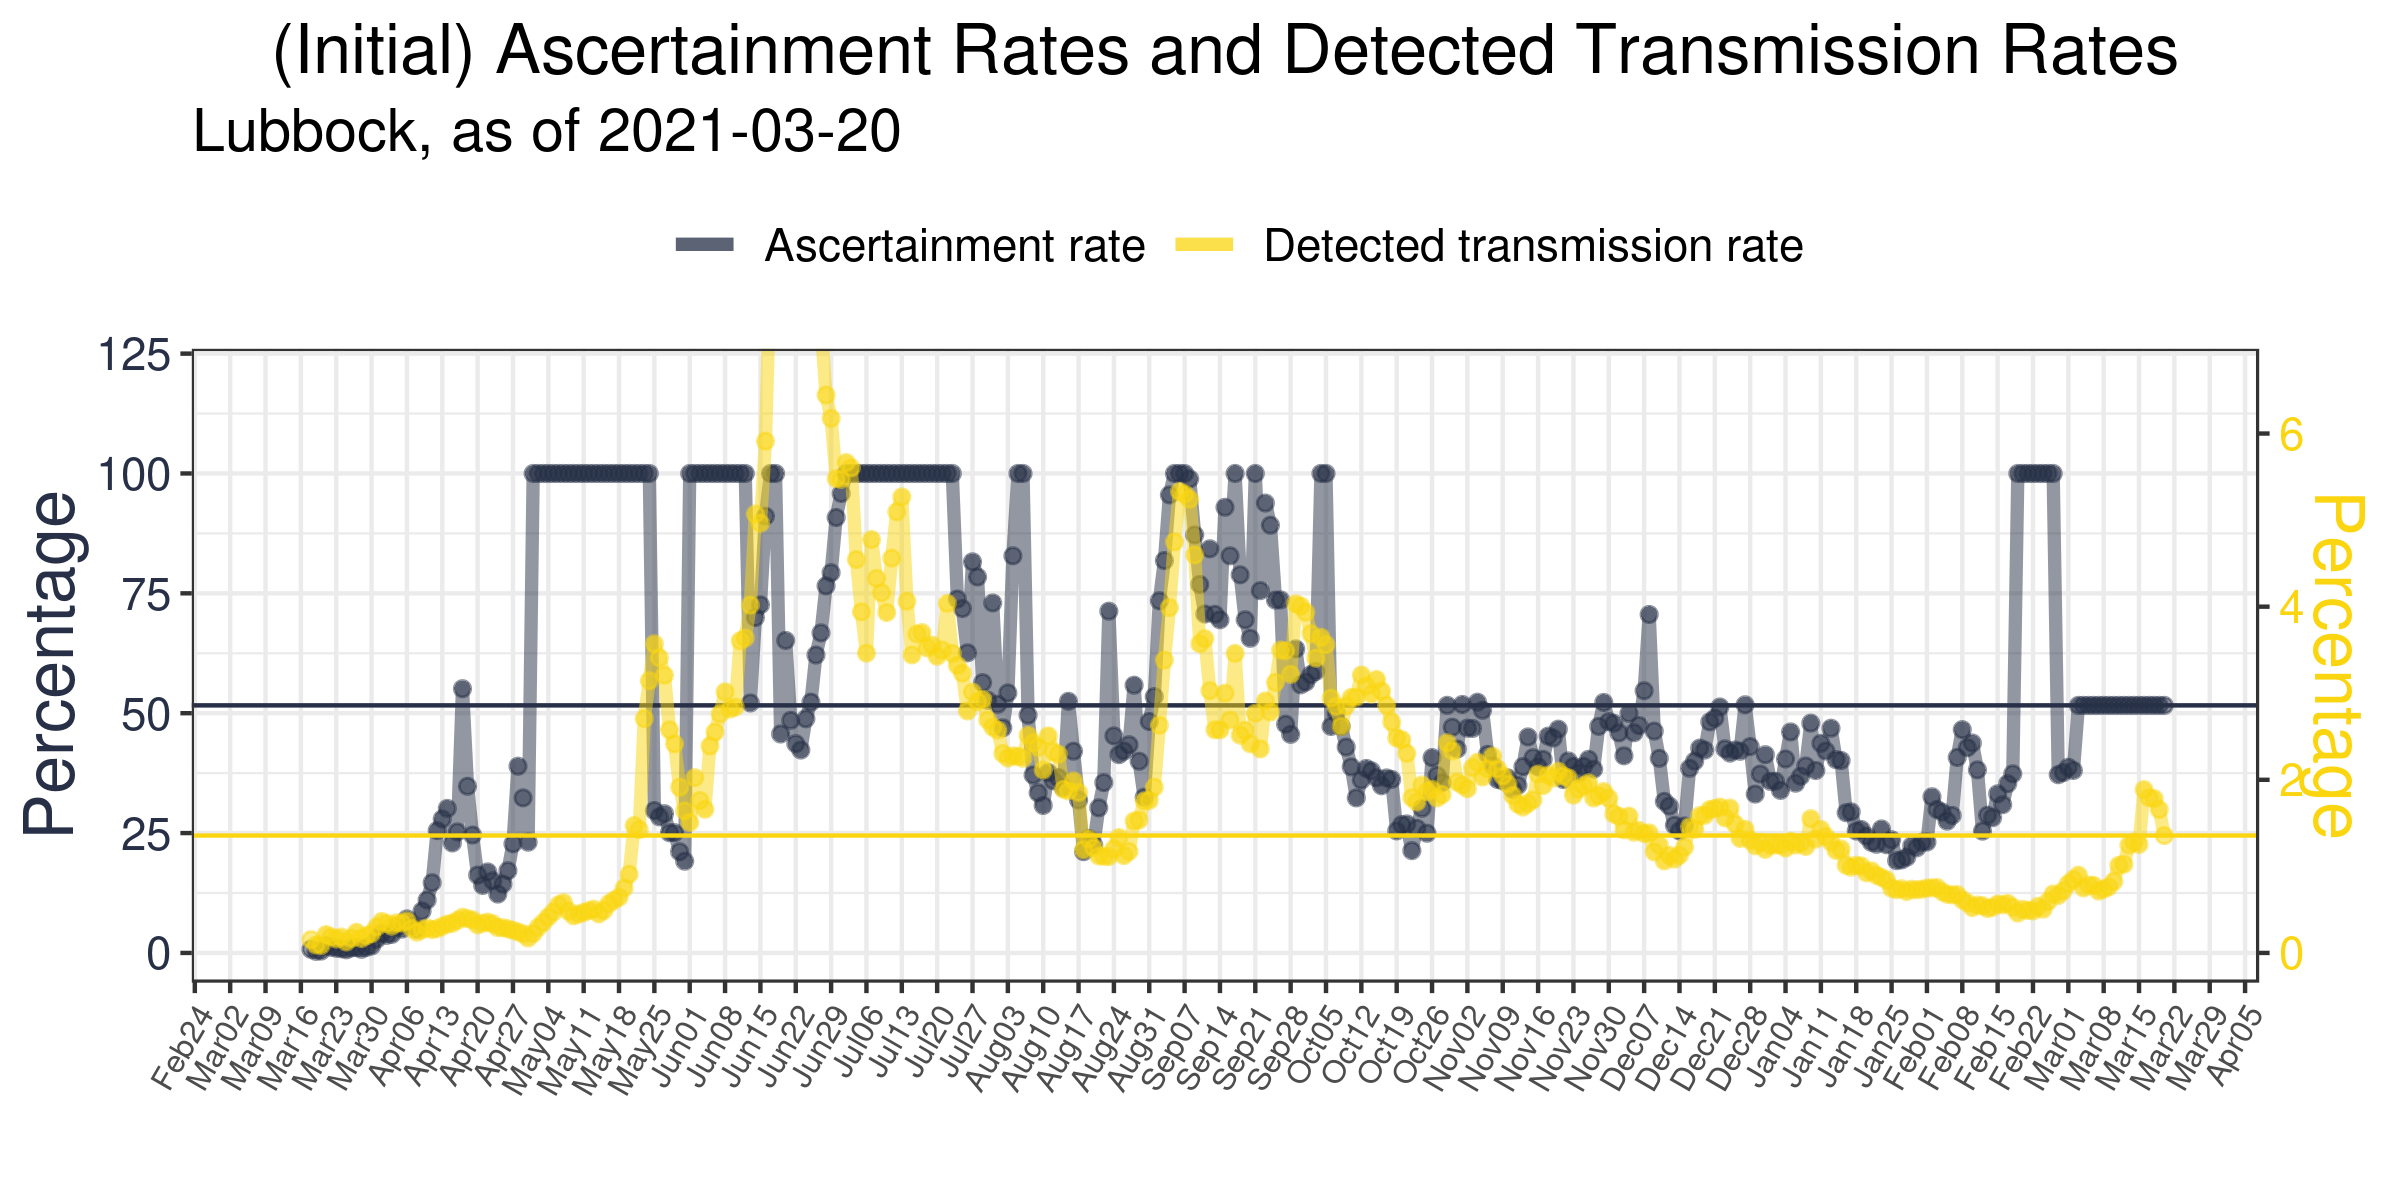 (Initial) Ascertainment Rates and Detected Transmission Rates
Lubbock, as of 2021-03-20
Ascertainment rate
Detected transmission rate
Percentage
125
100
75
50
25
0
6
4
2
0
Percentage
Feb24
Mar02
Mar09
Mar16
Mar23
Mar30
Apr06
Apr13
Apr20
Apr27
May04
May11
May18
May25
Jun01
Jun08
Jun15
Jun22
Jun29
Jul06
Jul13
Jul20
Jul27
Aug03
Aug10
Aug17
Aug24
Aug31
Sep07
Sep14
Sep21
Sep28
Oct05
Oct12
Oct19
Oct26
Nov02
Nov09
Nov16
Nov23
Nov30
Dec07
Dec14
Dec21
Dec28
Jan04
Jan11
Jan18
Jan25
Feb01
Feb08
Feb15
Feb22
Mar01
Mar08
Mar15
Mar22
Mar29
Apr05